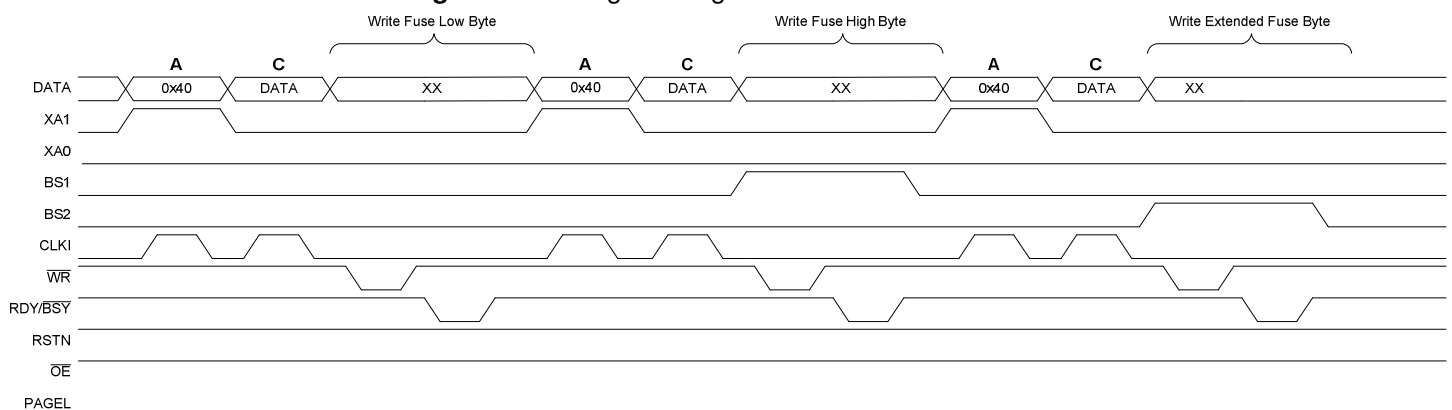 Write Fuse Low Byte Write Fuse High Byte Write Extended Fuse Byte
A C A C A C
DATA 0x40 DATA XX 0x40 DATA XX 0x40 DATA XX
XA1
XA0
BS1
BS2
CLKI
WR
RDY/BSY
RSTN
OE
PAGEL